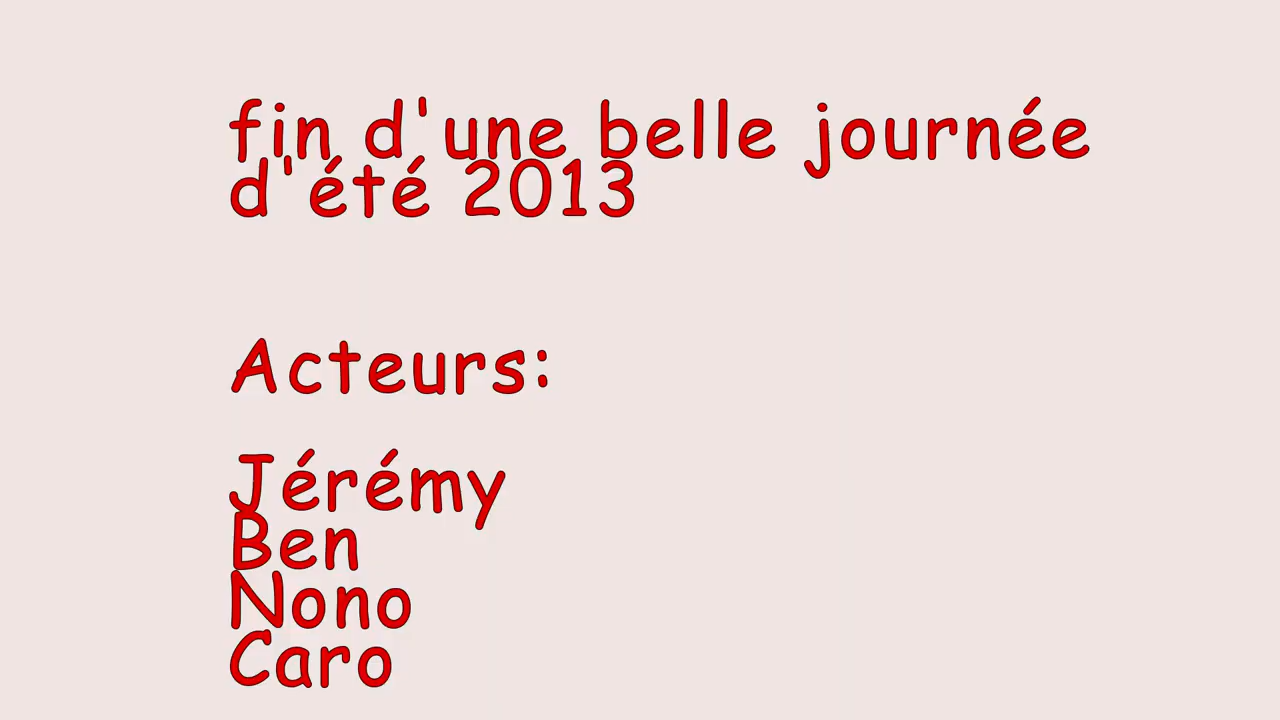 fin d'une belle journée
d'été 2013
Acteurs:
Jérémy
Ben
Nono
Caro